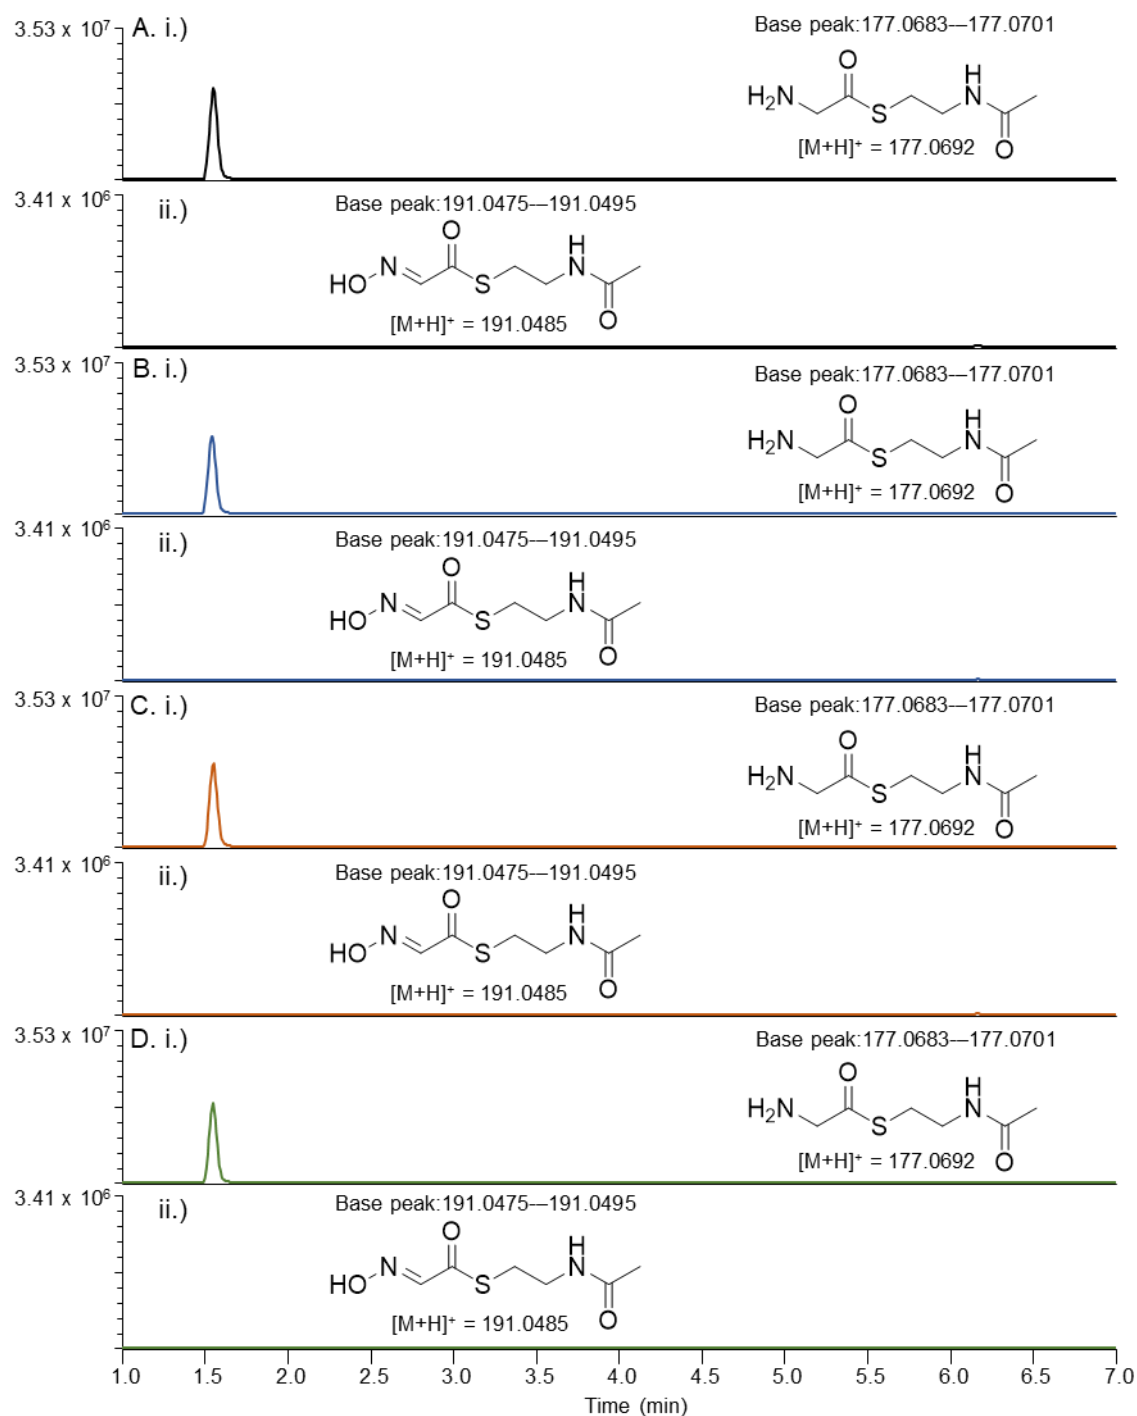 3.53 x 10⁷
A. i.)
Base peak:177.0683-–177.0701
O
H₂N
S
H
N
O
[M+H]⁺ = 177.0692
3.41 x 10⁶
ii.)
Base peak:191.0475-–191.0495
O
HO
N
S
H
N
O
[M+H]⁺ = 191.0485
3.53 x 10⁷
B. i.)
Base peak:177.0683-–177.0701
O
H₂N
S
H
N
O
[M+H]⁺ = 177.0692
3.41 x 10⁶
ii.)
Base peak:191.0475-–191.0495
O
HO
N
S
H
N
O
[M+H]⁺ = 191.0485
3.53 x 10⁷
C. i.)
Base peak:177.0683-–177.0701
O
H₂N
S
H
N
O
[M+H]⁺ = 177.0692
3.41 x 10⁶
ii.)
Base peak:191.0475-–191.0495
O
HO
N
S
H
N
O
[M+H]⁺ = 191.0485
3.53 x 10⁷
D. i.)
Base peak:177.0683-–177.0701
O
H₂N
S
H
N
O
[M+H]⁺ = 177.0692
3.41 x 10⁶
ii.)
Base peak:191.0475-–191.0495
O
HO
N
S
H
N
O
[M+H]⁺ = 191.0485
1.0 1.5 2.0 2.5 3.0 3.5 4.0 4.5 5.0 5.5 6.0 6.5 7.0
Time (min)